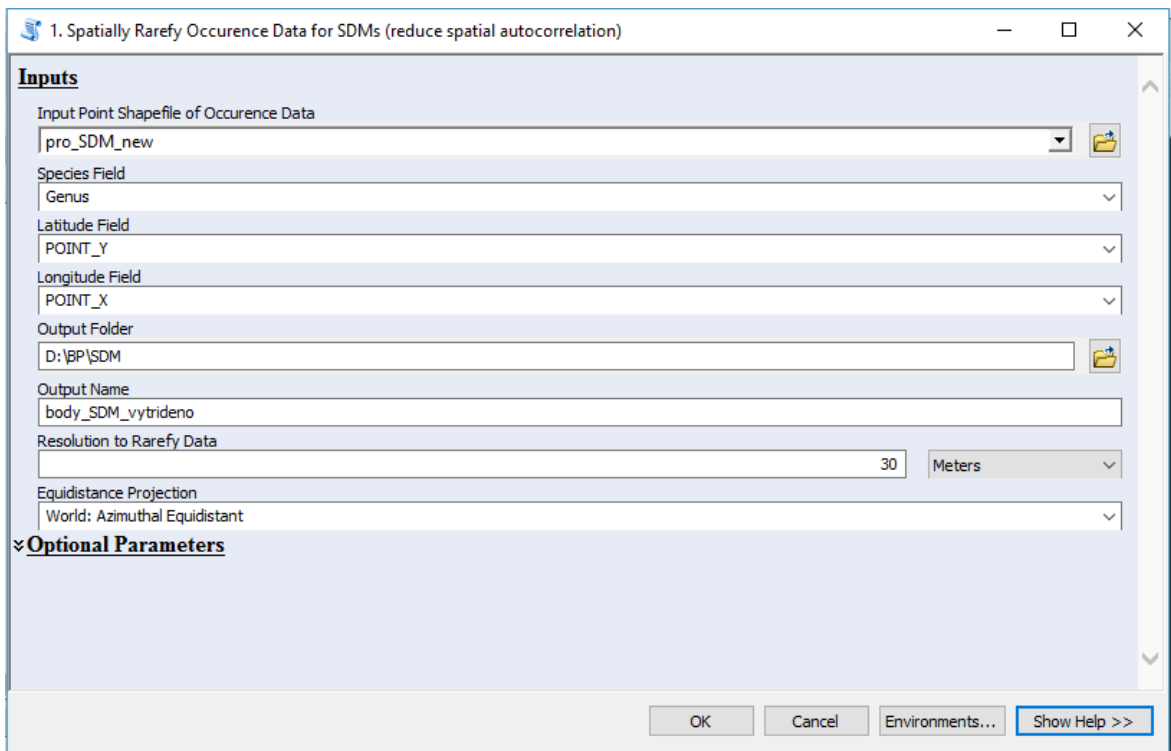 1. Spatially Rarefy Occurence Data for SDMs (reduce spatial autocorrelation)
Inputs
Input Point Shapefile of Occurence Data
pro_SDM_new
Species Field
Genus
Latitude Field
POINT_Y
Longitude Field
POINT_X
Output Folder
D:\BP\SDM
Output Name
body_SDM_vytrideno
Resolution to Rarefy Data
30 Meters
Equidistance Projection
World: Azimuthal Equidistant
Optional Parameters
OK Cancel Environments... Show Help >>